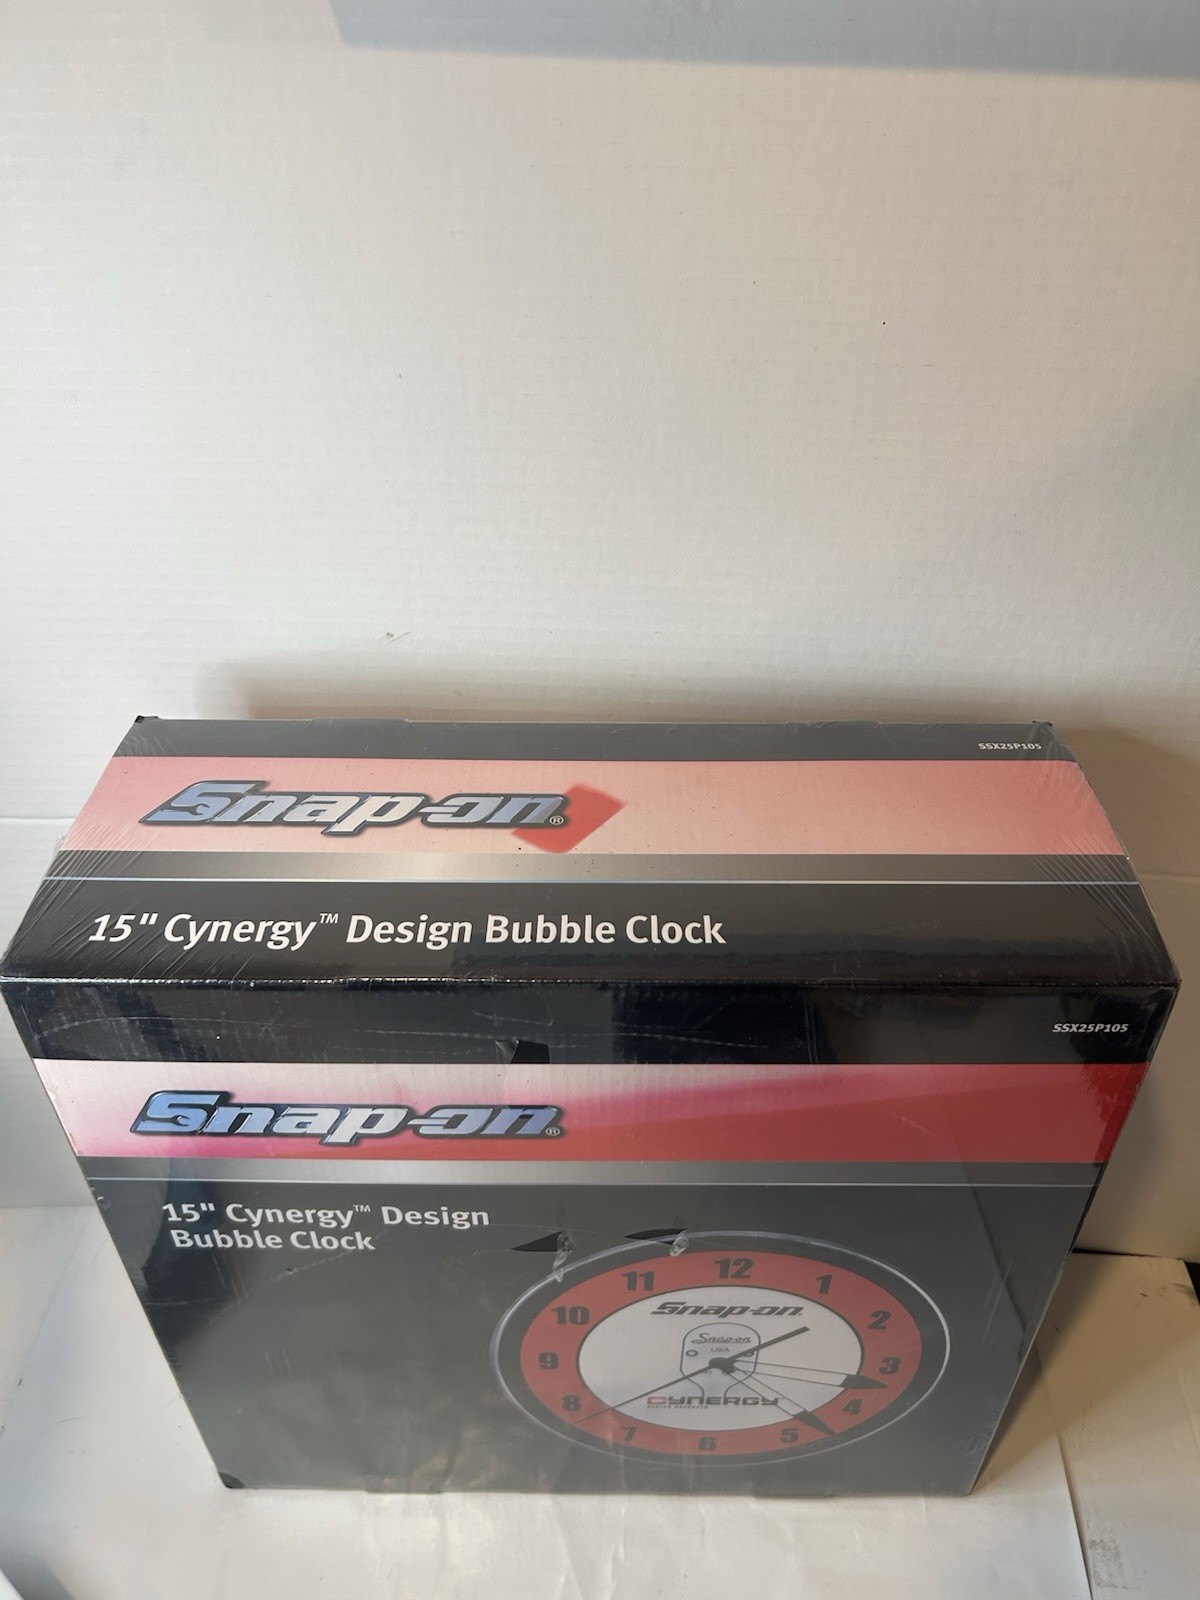 SSX25P105
Snap-on®
15" Cynergy™ Design Bubble Clock
SSX25P105
Snap-on®
15" Cynergy™ Design
Bubble Clock
12
11 1
10 2
9 3
8 4
7 5
6
Snap-on
Snap-on
USA
CYNERGY